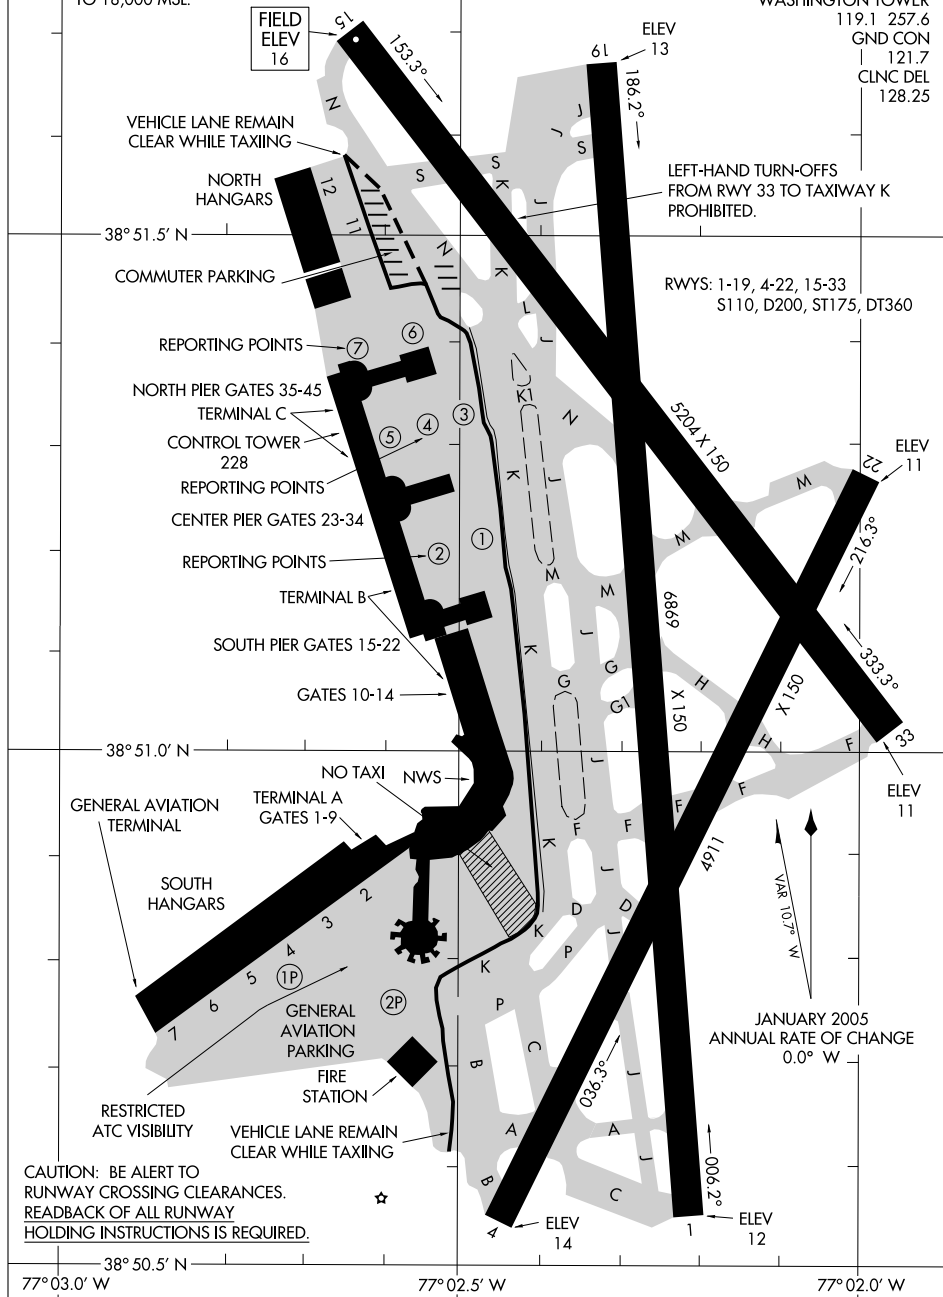 TO 18,000 MSL.
WASHINGTON TOWER
119.1 257.6
GND CON
121.7
CLNC DEL
128.25
FIELD
ELEV
16
15
153.3°
19
ELEV
13
186.2°
N
J
J
S
VEHICLE LANE REMAIN
CLEAR WHILE TAXIING
S
S
K
J
LEFT-HAND TURN-OFFS
FROM RWY 33 TO TAXIWAY K
PROHIBITED.
NORTH
HANGARS
12
11
38°51.5' N
N
K
COMMUTER PARKING
RWYS: 1-19, 4-22, 15-33
S110, D200, ST175, DT360
L
J
REPORTING POINTS
7
6
NORTH PIER GATES 35-45
K1
TERMINAL C
5
4
3
N
5204 X 150
CONTROL TOWER
228
22
ELEV
11
REPORTING POINTS
K
J
M
CENTER PIER GATES 23-34
REPORTING POINTS
2
1
M
216.3°
M
M
TERMINAL B
6869
X 150
SOUTH PIER GATES 15-22
K
J
G
G
G1
H
333.3°
GATES 10-14
X 150
H
F
33
38°51.0' N
NO TAXI
NWS
J
ELEV
11
GENERAL AVIATION
TERMINAL
TERMINAL A
GATES 1-9
F
F
F
F
K
4911
J
VAR 10.7° W
SOUTH
HANGARS
2
3
4
5
6
7
D
D
J
K
P
K
1P
2P
P
GENERAL
AVIATION
PARKING
JANUARY 2005
ANNUAL RATE OF CHANGE
0.0° W
B
C
036.3°
J
FIRE
STATION
RESTRICTED
ATC VISIBILITY
VEHICLE LANE REMAIN
CLEAR WHILE TAXIING
A
A
J
B
C
006.2°
CAUTION: BE ALERT TO
RUNWAY CROSSING CLEARANCES.
READBACK OF ALL RUNWAY
HOLDING INSTRUCTIONS IS REQUIRED.
4
ELEV
14
1
ELEV
12
38°50.5' N
77°03.0' W
77°02.5' W
77°02.0' W